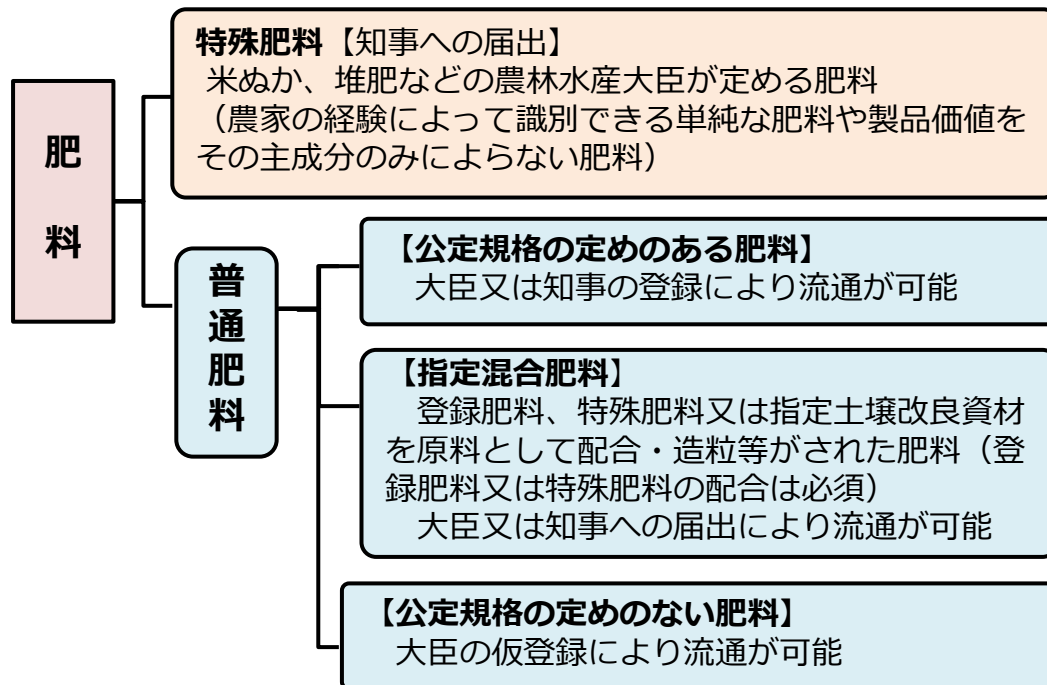 肥料
特殊肥料【知事への届出】
米ぬか、堆肥などの農林水産大臣が定める肥料
（農家の経験によって識別できる単純な肥料や製品価値を
その主成分のみによらない肥料）
普通肥料
【公定規格の定めのある肥料】
大臣又は知事の登録により流通が可能
【指定混合肥料】
登録肥料、特殊肥料又は指定土壌改良資材
を原料として配合・造粒等がされた肥料（登
録肥料又は特殊肥料の配合は必須）
大臣又は知事への届出により流通が可能
【公定規格の定めのない肥料】
大臣の仮登録により流通が可能